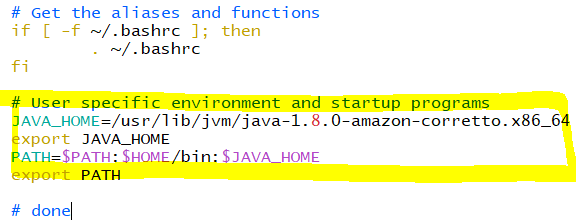 # Get the aliases and functions
if [ -f ~/.bashrc ]; then
        . ~/.bashrc
fi
# User specific environment and startup programs
JAVA_HOME=/usr/lib/jvm/java-1.8.0-amazon-corretto.x86_64
export JAVA_HOME
PATH=$PATH:$HOME/bin:$JAVA_HOME
export PATH
# done